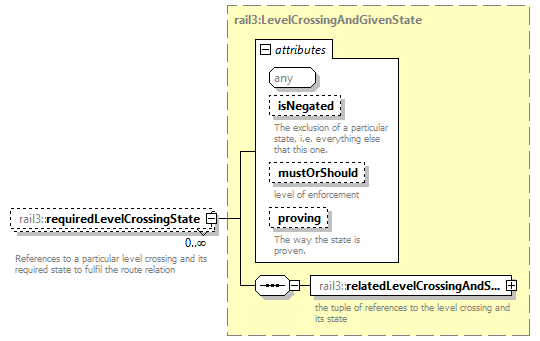 rail3:LevelCrossingAndGivenState
attributes
any
isNegated
The exclusion of a particular
state, i.e. everything else
that this one.
mustOrShould
level of enforcement
proving
The way the state is
proven.
rail3::requiredLevelCrossingState
0..∞
References to a particular level crossing and its
required state to fulfil the route relation
rail3::relatedLevelCrossingAndS...
the tuple of references to the level crossing and
its state